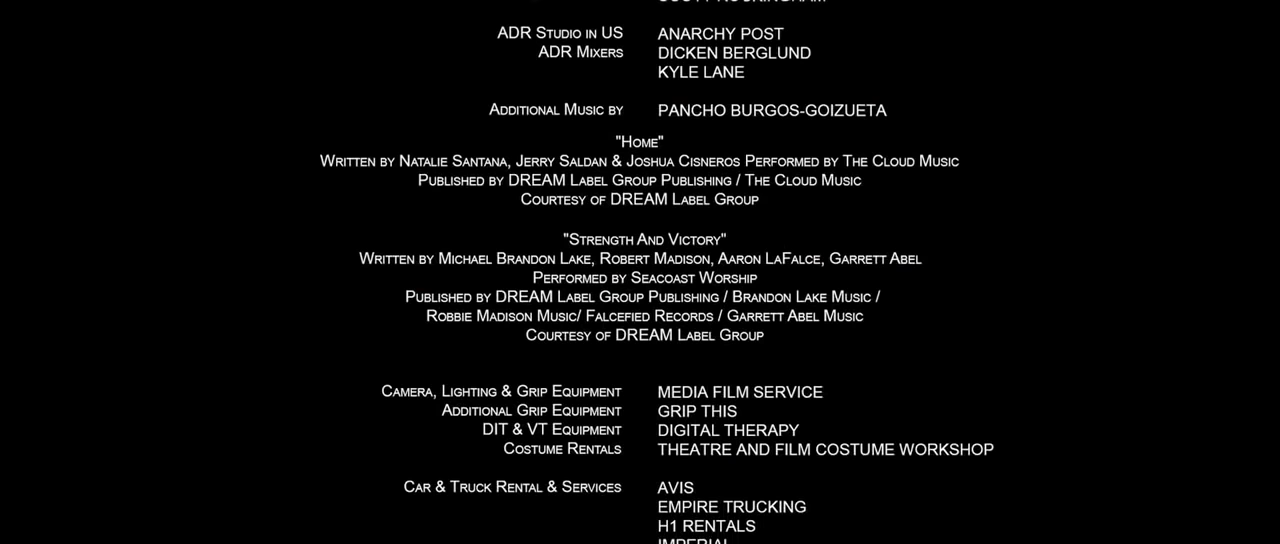 ADR Studio in US ANARCHY POST
ADR Mixers DICKEN BERGLUND
KYLE LANE
Additional Music by PANCHO BURGOS-GOIZUETA
"Home"
Written by Natalie Santana, Jerry Saldan & Joshua Cisneros Performed by The Cloud Music
Published by DREAM Label Group Publishing / The Cloud Music
Courtesy of DREAM Label Group
"Strength And Victory"
Written by Michael Brandon Lake, Robert Madison, Aaron LaFalce, Garrett Abel
Performed by Seacoast Worship
Published by DREAM Label Group Publishing / Brandon Lake Music /
Robbie Madison Music/ Falcefied Records / Garrett Abel Music
Courtesy of DREAM Label Group
Camera, Lighting & Grip Equipment MEDIA FILM SERVICE
Additional Grip Equipment GRIP THIS
DIT & VT Equipment DIGITAL THERAPY
Costume Rentals THEATRE AND FILM COSTUME WORKSHOP
Car & Truck Rental & Services AVIS
EMPIRE TRUCKING
H1 RENTALS
IMPERIAL